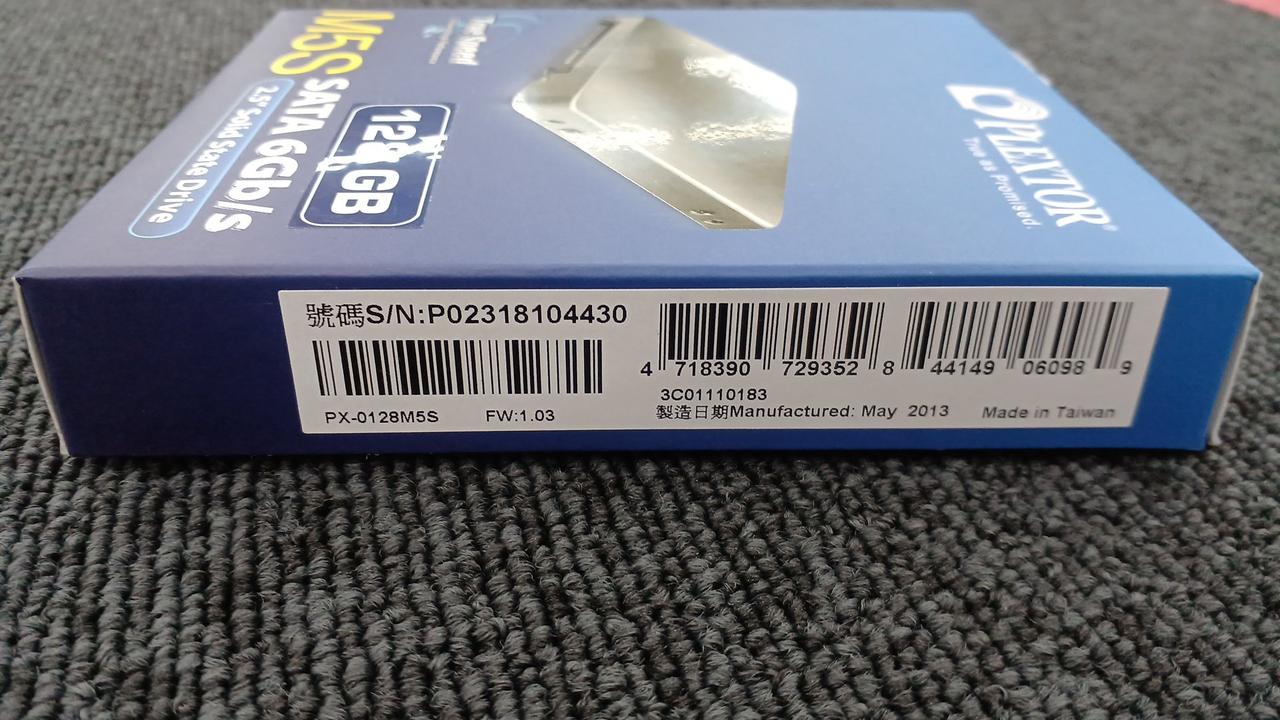 M5S
SATA 6Gb/s
2.5" Solid State Drive
128GB
PLEXTOR®
True as Promised.
號碼S/N:P02318104430
PX-0128M5S FW:1.03
4 718390 729352
8 44149 06098 9
3C01110183
製造日期Manufactured: May 2013 Made in Taiwan